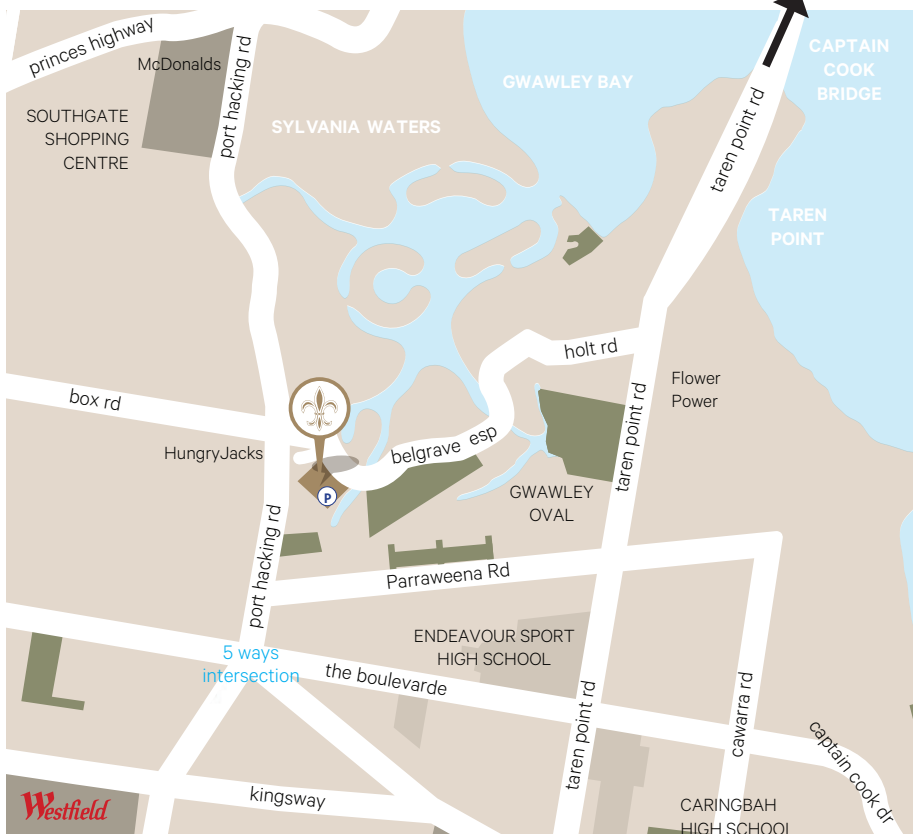 princes highway
McDonalds
port hacking rd
SOUTHGATE
SHOPPING
CENTRE
SYLVANIA WATERS
GWAWLEY BAY
CAPTAIN
COOK
BRIDGE
taren point rd
TAREN
POINT
holt rd
Flower
Power
box rd
HungryJacks
belgrave esp
taren point rd
P
GWAWLEY
OVAL
port hacking rd
Parraweena Rd
5 ways
intersection
the boulevarde
ENDEAVOUR SPORT
HIGH SCHOOL
taren point rd
cawarra rd
captain cook dr
Westfield
kingsway
CARINGBAH
HIGH SCHOOL